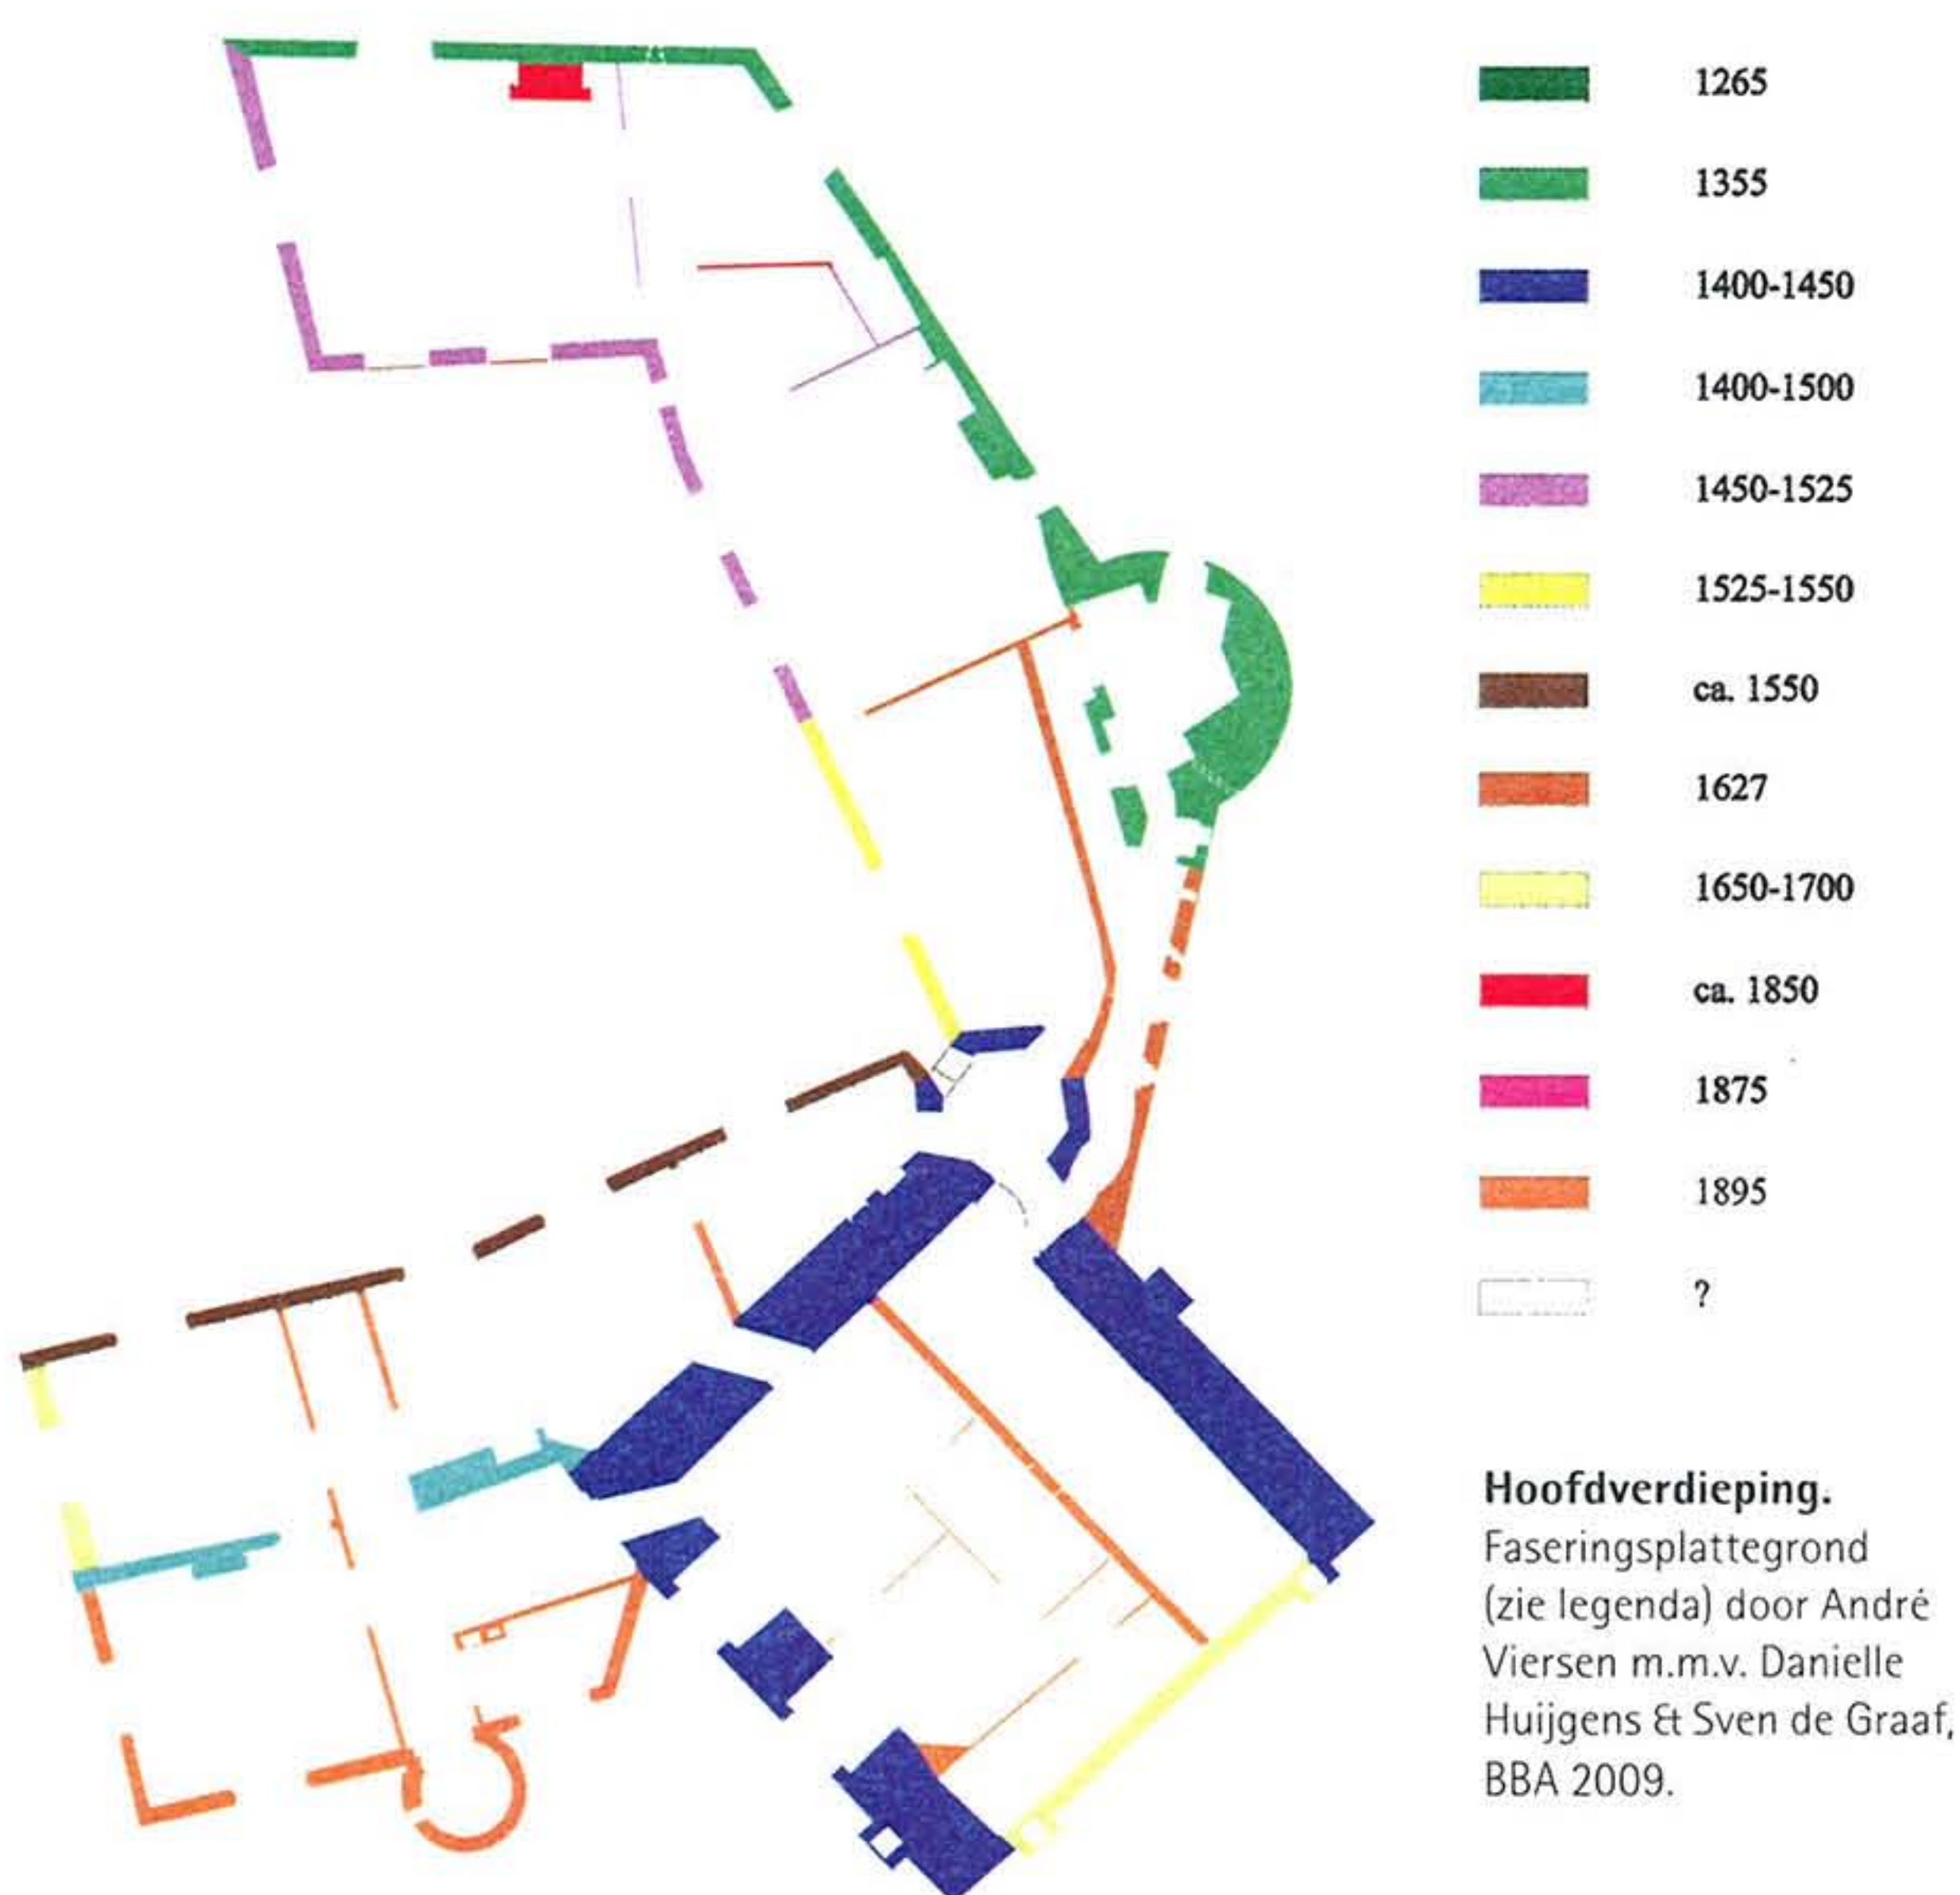 1265
1355
1400-1450
1400-1500
1450-1525
1525-1550
ca. 1550
1627
1650-1700
ca. 1850
1875
1895
?
Hoofdverdieping.
Faseringsplattegrond
(zie legenda) door André
Viersen m.m.v. Danielle
Huijgens & Sven de Graaf,
BBA 2009.